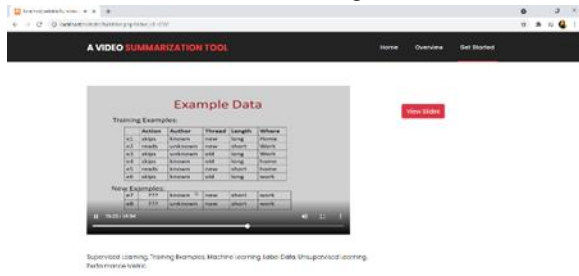 A VIDEO SUMMARIZATION TOOL
Home Overview Get Started
Example Data
Training Examples:
Action Author Thread Length Where
e1 skips known new long Home
e2 reads unknown new short Work
e3 skips unknown old long Work
e4 skips known old long home
e5 reads known new short home
e6 skips known old long work
New Examples:
e7 ??? known new short work
e8 ??? unknown new short work
View Slides
Supervised Learning, Training Examples, Machine Learning, Label Data, Unsupervised Learning,
Performance Metric,